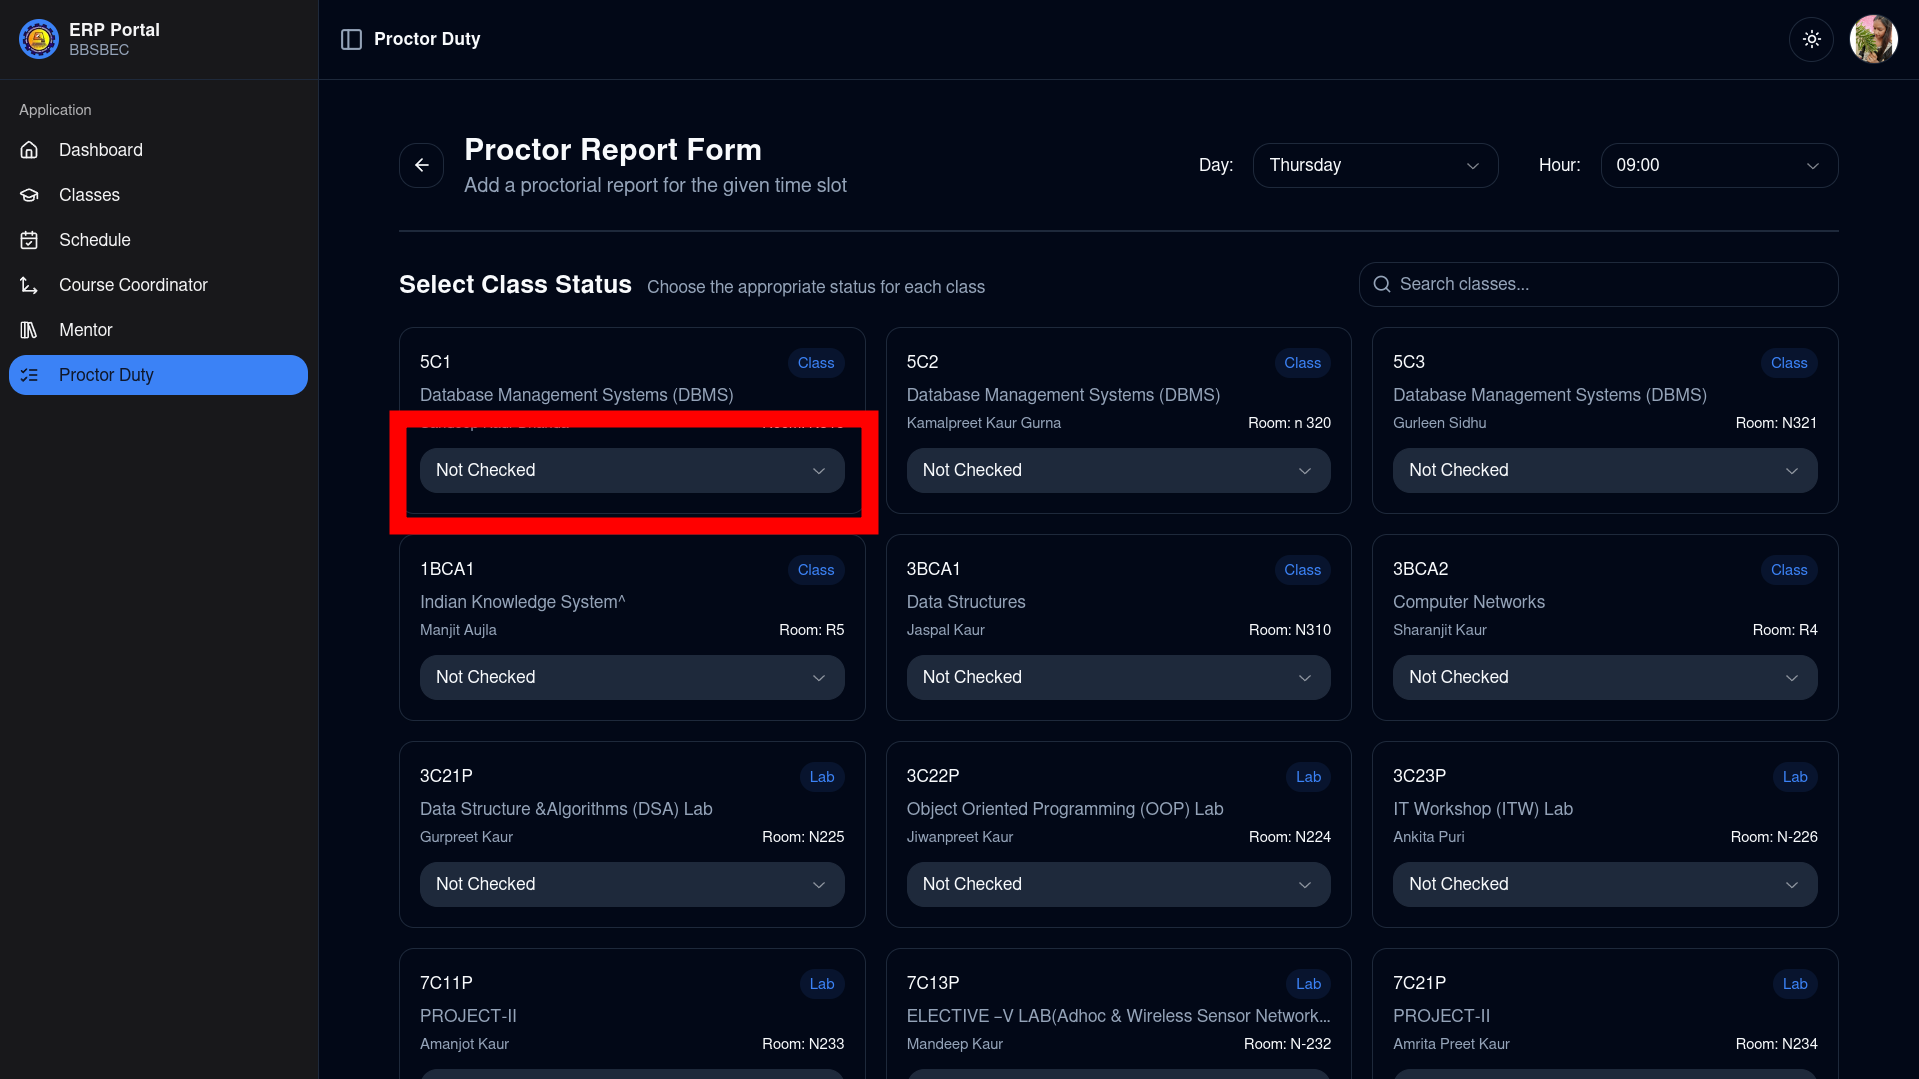 ERP Portal
BBSBEC
Application
Dashboard
Classes
Schedule
Course Coordinator
Mentor
Proctor Duty
Proctor Duty
Proctor Report Form
Add a proctorial report for the given time slot
Day: Thursday Hour: 09:00
Select Class Status Choose the appropriate status for each class
Search classes...
5C1 Class
Database Management Systems (DBMS)
Not Checked
5C2 Class
Database Management Systems (DBMS)
Kamalpreet Kaur Gurna Room: n 320
Not Checked
5C3 Class
Database Management Systems (DBMS)
Gurleen Sidhu Room: N321
Not Checked
1BCA1 Class
Indian Knowledge System^
Manjit Aujla Room: R5
Not Checked
3BCA1 Class
Data Structures
Jaspal Kaur Room: N310
Not Checked
3BCA2 Class
Computer Networks
Sharanjit Kaur Room: R4
Not Checked
3C21P Lab
Data Structure &Algorithms (DSA) Lab
Gurpreet Kaur Room: N225
Not Checked
3C22P Lab
Object Oriented Programming (OOP) Lab
Jiwanpreet Kaur Room: N224
Not Checked
3C23P Lab
IT Workshop (ITW) Lab
Ankita Puri Room: N-226
Not Checked
7C11P Lab
PROJECT-II
Amanjot Kaur Room: N233
7C13P Lab
ELECTIVE –V LAB(Adhoc & Wireless Sensor Network...
Mandeep Kaur Room: N-232
7C21P Lab
PROJECT-II
Amrita Preet Kaur Room: N234